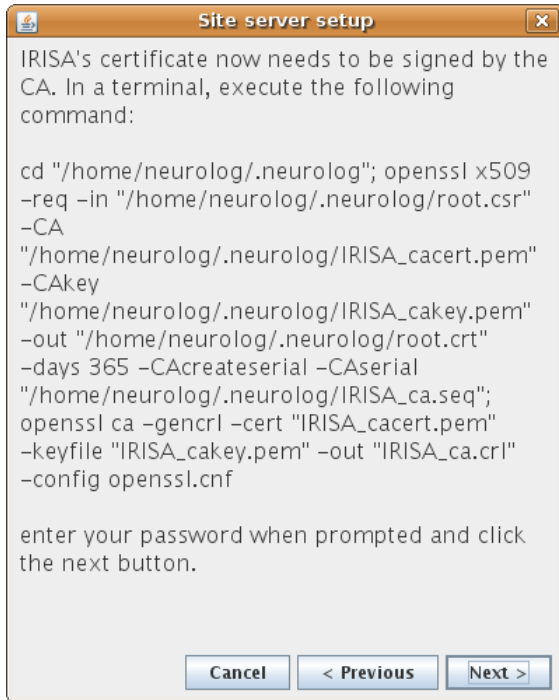 Site server setup
IRISA's certificate now needs to be signed by the
CA. In a terminal, execute the following
command:
cd "/home/neurolog/.neurolog"; openssl x509
–req –in "/home/neurolog/.neurolog/root.csr"
–CA
"/home/neurolog/.neurolog/IRISA_cacert.pem"
–CAkey
"/home/neurolog/.neurolog/IRISA_cakey.pem"
–out "/home/neurolog/.neurolog/root.crt"
–days 365 –CAcreateserial –CAserial
"/home/neurolog/.neurolog/IRISA_ca.seq";
openssl ca –gencrl –cert "IRISA_cacert.pem"
–keyfile "IRISA_cakey.pem" –out "IRISA_ca.crl"
–config openssl.cnf
enter your password when prompted and click
the next button.
Cancel < Previous Next >